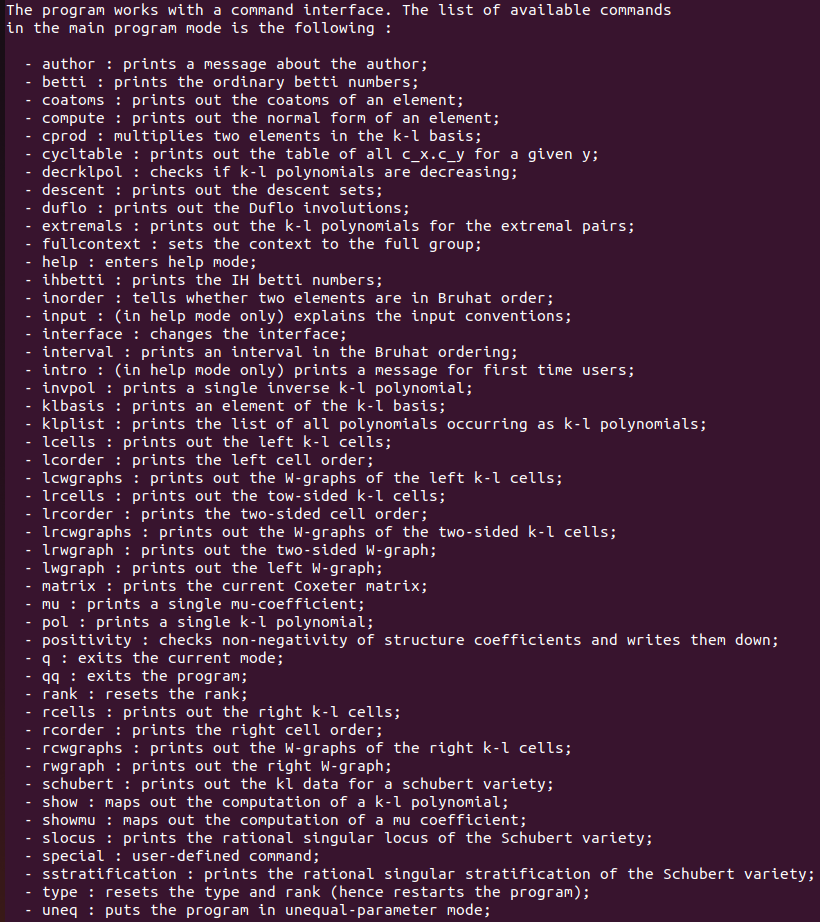 The program works with a command interface. The list of available commands
in the main program mode is the following :
- author : prints a message about the author;
- betti : prints the ordinary betti numbers;
- coatoms : prints out the coatoms of an element;
- compute : prints out the normal form of an element;
- cprod : multiplies two elements in the k-l basis;
- cycltable : prints out the table of all c_x.c_y for a given y;
- decrklpol : checks if k-l polynomials are decreasing;
- descent : prints out the descent sets;
- duflo : prints out the Duflo involutions;
- extremals : prints out the k-l polynomials for the extremal pairs;
- fullcontext : sets the context to the full group;
- help : enters help mode;
- ihbetti : prints the IH betti numbers;
- inorder : tells whether two elements are in Bruhat order;
- input : (in help mode only) explains the input conventions;
- interface : changes the interface;
- interval : prints an interval in the Bruhat ordering;
- intro : (in help mode only) prints a message for first time users;
- invpol : prints a single inverse k-l polynomial;
- klbasis : prints an element of the k-l basis;
- klplist : prints the list of all polynomials occurring as k-l polynomials;
- lcells : prints out the left k-l cells;
- lcorder : prints the left cell order;
- lcwgraphs : prints out the W-graphs of the left k-l cells;
- lrcells : prints out the tow-sided k-l cells;
- lrcorder : prints the two-sided cell order;
- lrcwgraphs : prints out the W-graphs of the two-sided k-l cells;
- lrwgraph : prints out the two-sided W-graph;
- lwgraph : prints out the left W-graph;
- matrix : prints the current Coxeter matrix;
- mu : prints a single mu-coefficient;
- pol : prints a single k-l polynomial;
- positivity : checks non-negativity of structure coefficients and writes them down;
- q : exits the current mode;
- qq : exits the program;
- rank : resets the rank;
- rcells : prints out the right k-l cells;
- rcorder : prints the right cell order;
- rcwgraphs : prints out the W-graphs of the right k-l cells;
- rwgraph : prints out the right W-graph;
- schubert : prints out the kl data for a schubert variety;
- show : maps out the computation of a k-l polynomial;
- showmu : maps out the computation of a mu coefficient;
- slocus : prints the rational singular locus of the Schubert variety;
- special : user-defined command;
- sstratification : prints the rational singular stratification of the Schubert variety;
- type : resets the type and rank (hence restarts the program);
- uneq : puts the program in unequal-parameter mode;